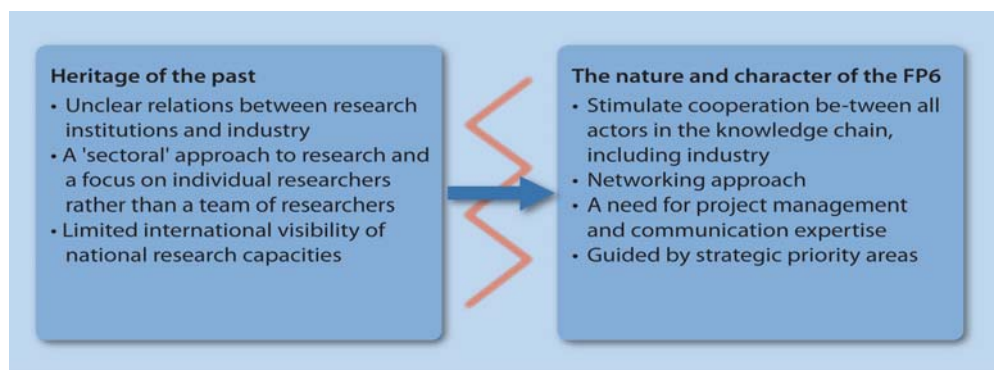 Heritage of the past
• Unclear relations between research
institutions and industry
• A 'sectoral' approach to research and
a focus on individual researchers
rather than a team of researchers
• Limited international visibility of
national research capacities
The nature and character of the FP6
• Stimulate cooperation be-tween all
actors in the knowledge chain,
including industry
• Networking approach
• A need for project management
and communication expertise
• Guided by strategic priority areas